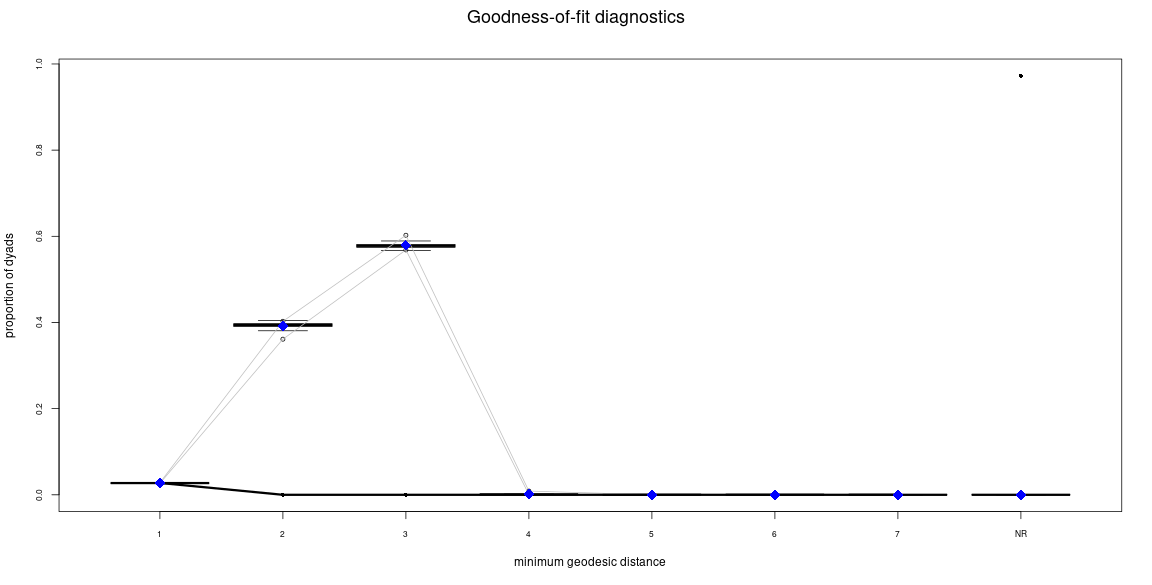 Goodness-of-fit diagnostics
proportion of dyads
1.0
0.8
0.6
0.4
0.2
0.0
1 2 3 4 5 6 7 NR
minimum geodesic distance